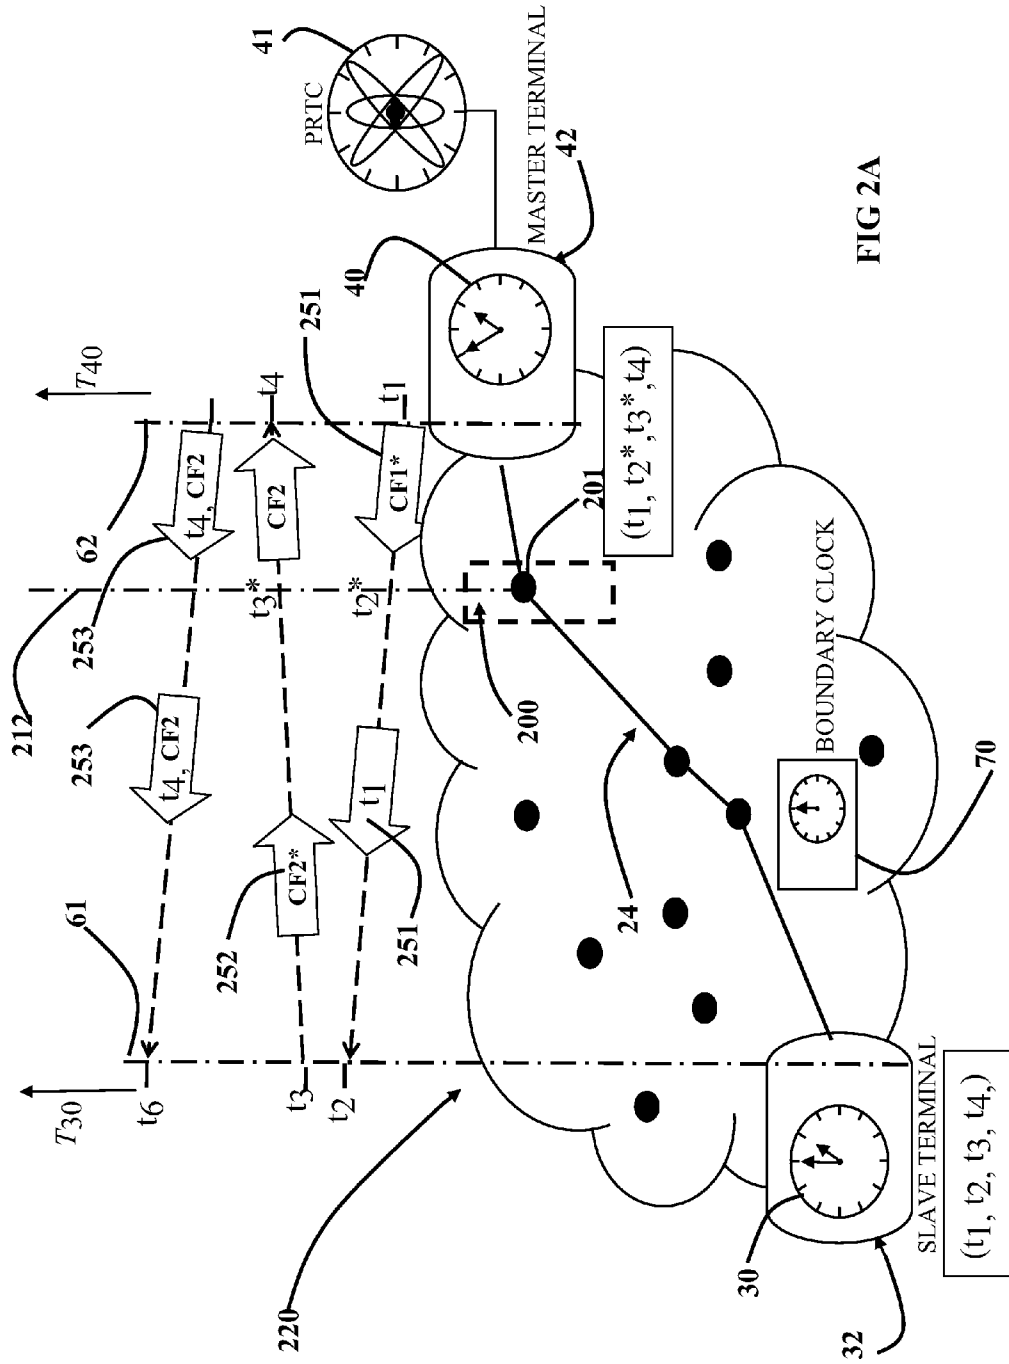 T30
61
212
253
253
62
T40
t6
t4, CF2
t4, CF2
252
CF2*
t3
t3*
CF2
t4
t2
251
t1
t2*
CF1*
t1
251
40
PRTC
41
MASTER TERMINAL
42
220
200
201
(t1, t2*,t3*,t4)
24
BOUNDARY CLOCK
70
30
32
SLAVE TERMINAL
(t1, t2, t3, t4,)
FIG 2A